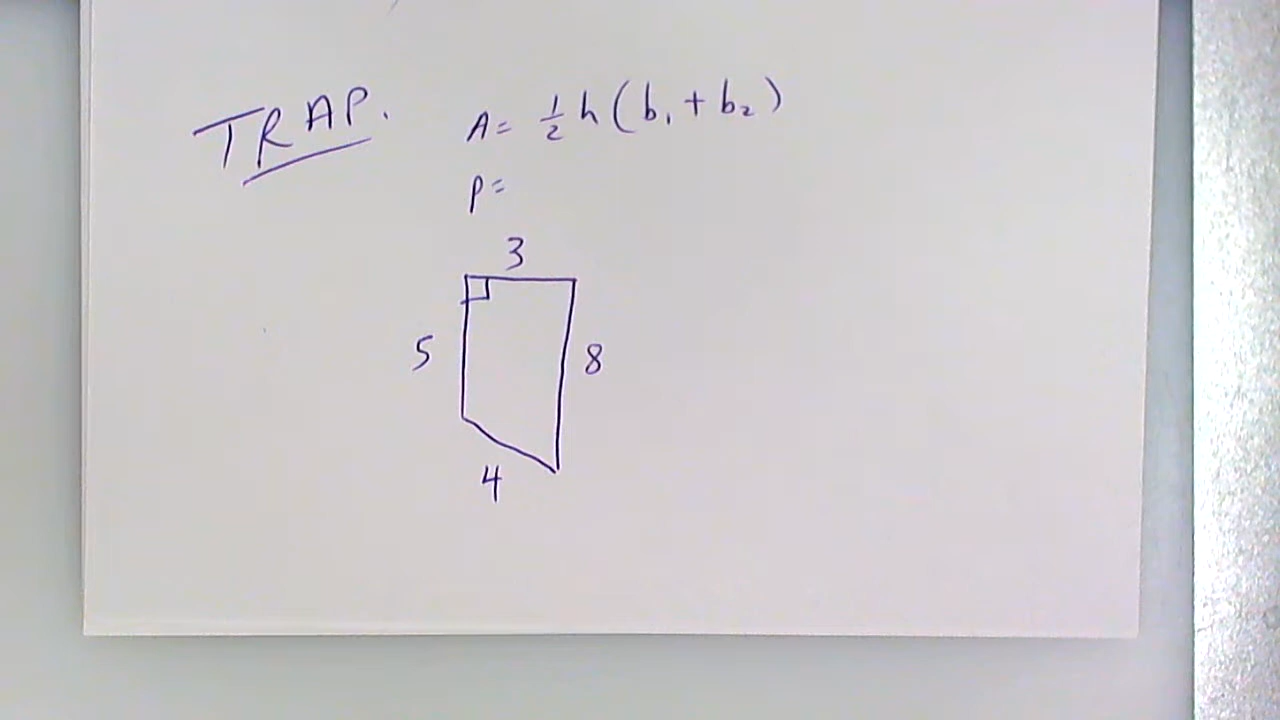 TRAP.
A = ½ h (b₁ + b₂)
P =
3
5
8
4